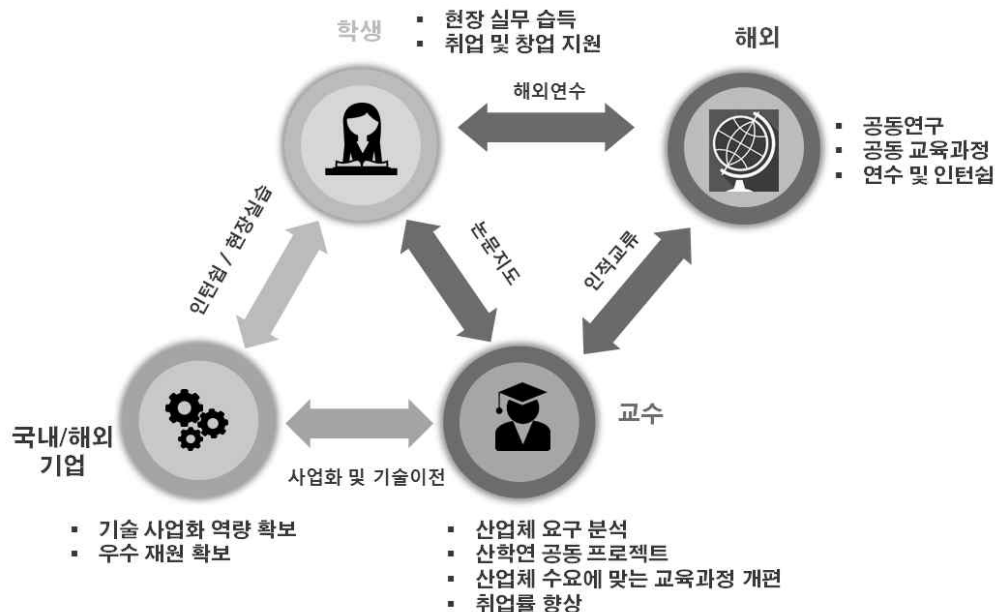 학생
▪ 현장 실무 습득
▪ 취업 및 창업 지원
해외
해외연수
▪ 공동연구
▪ 공동 교육과정
▪ 연수 및 인턴쉽
인턴쉽 / 현장실습
논문지도
인적교류
국내/해외
기업
교수
사업화 및 기술이전
▪ 기술 사업화 역량 확보
▪ 우수 재원 확보
▪ 산업체 요구 분석
▪ 산학연 공동 프로젝트
▪ 산업체 수요에 맞는 교육과정 개편
▪ 취업률 향상